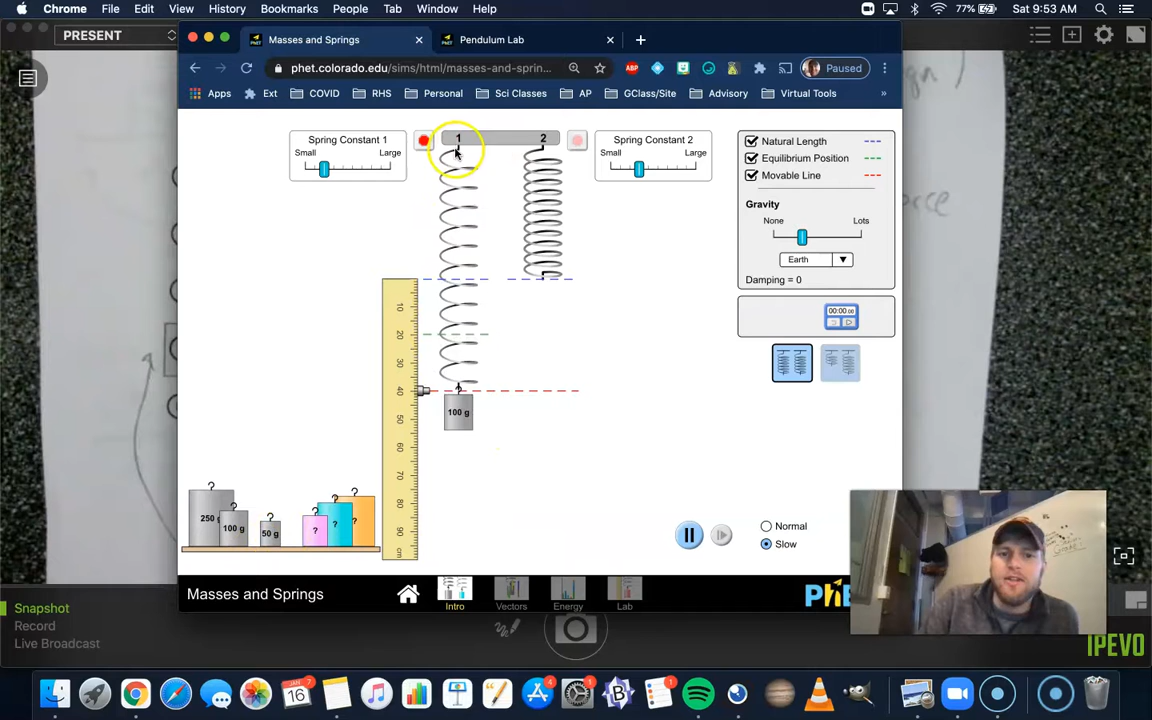 Chrome File Edit View History Bookmarks People Tab Window Help 77% Sat 9:53 AM
PRESENT
Masses and Springs Pendulum Lab
phet.colorado.edu/sims/html/masses-and-sprin... ABP Paused
Apps Ext COVID RHS Personal Sci Classes AP GClass/Site Advisory Virtual Tools »
Spring Constant 1
Small Large
1 2
Spring Constant 2
Small Large
Natural Length
Equilibrium Position
Movable Line
Gravity
None Lots
Earth
Damping = 0
00:00.00
10
20
30
40
50
60
70
80
90
cm
100 g
250 g
100 g
50 g
? ? ?
Normal
Slow
Masses and Springs
Intro Vectors Energy Lab
Snapshot
Record
Live Broadcast
IPEVO
16